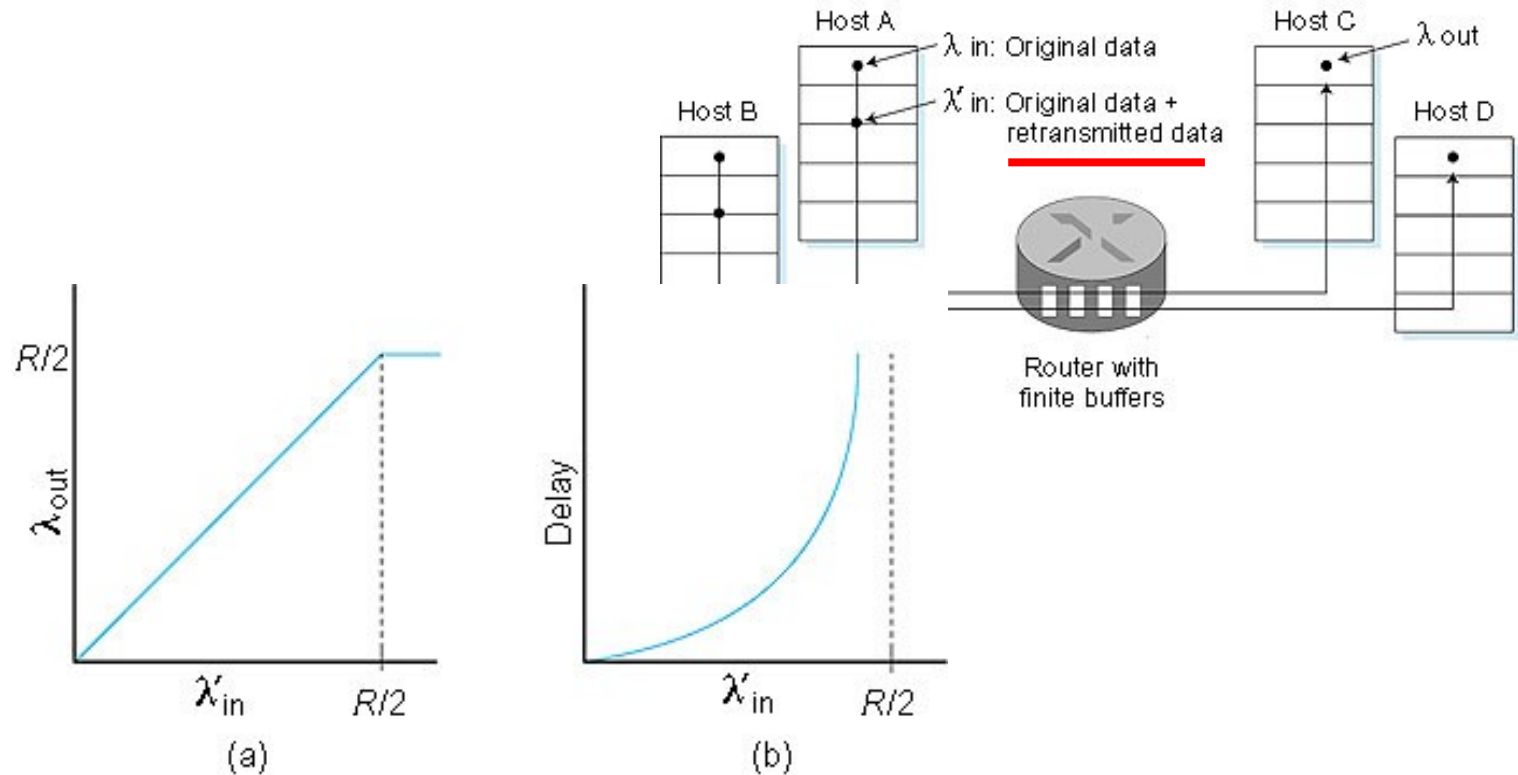 Host A
λ in: Original data
λ′ in: Original data +
retransmitted data
Host B
Host C
λ out
Host D
Router with
finite buffers
R/2
λout
λ′in
R/2
(a)
Delay
λ′in
R/2
(b)